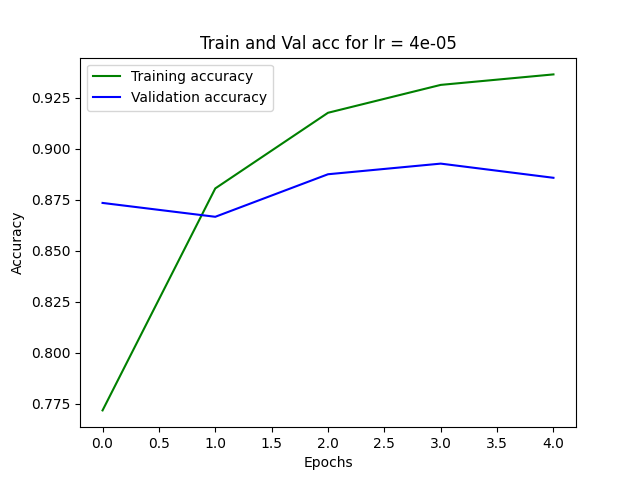 Train and Val acc for lr = 4e-05
Training accuracy
Validation accuracy
0.925
0.900
0.875
0.850
0.825
0.800
0.775
Accuracy
0.0 0.5 1.0 1.5 2.0 2.5 3.0 3.5 4.0
Epochs